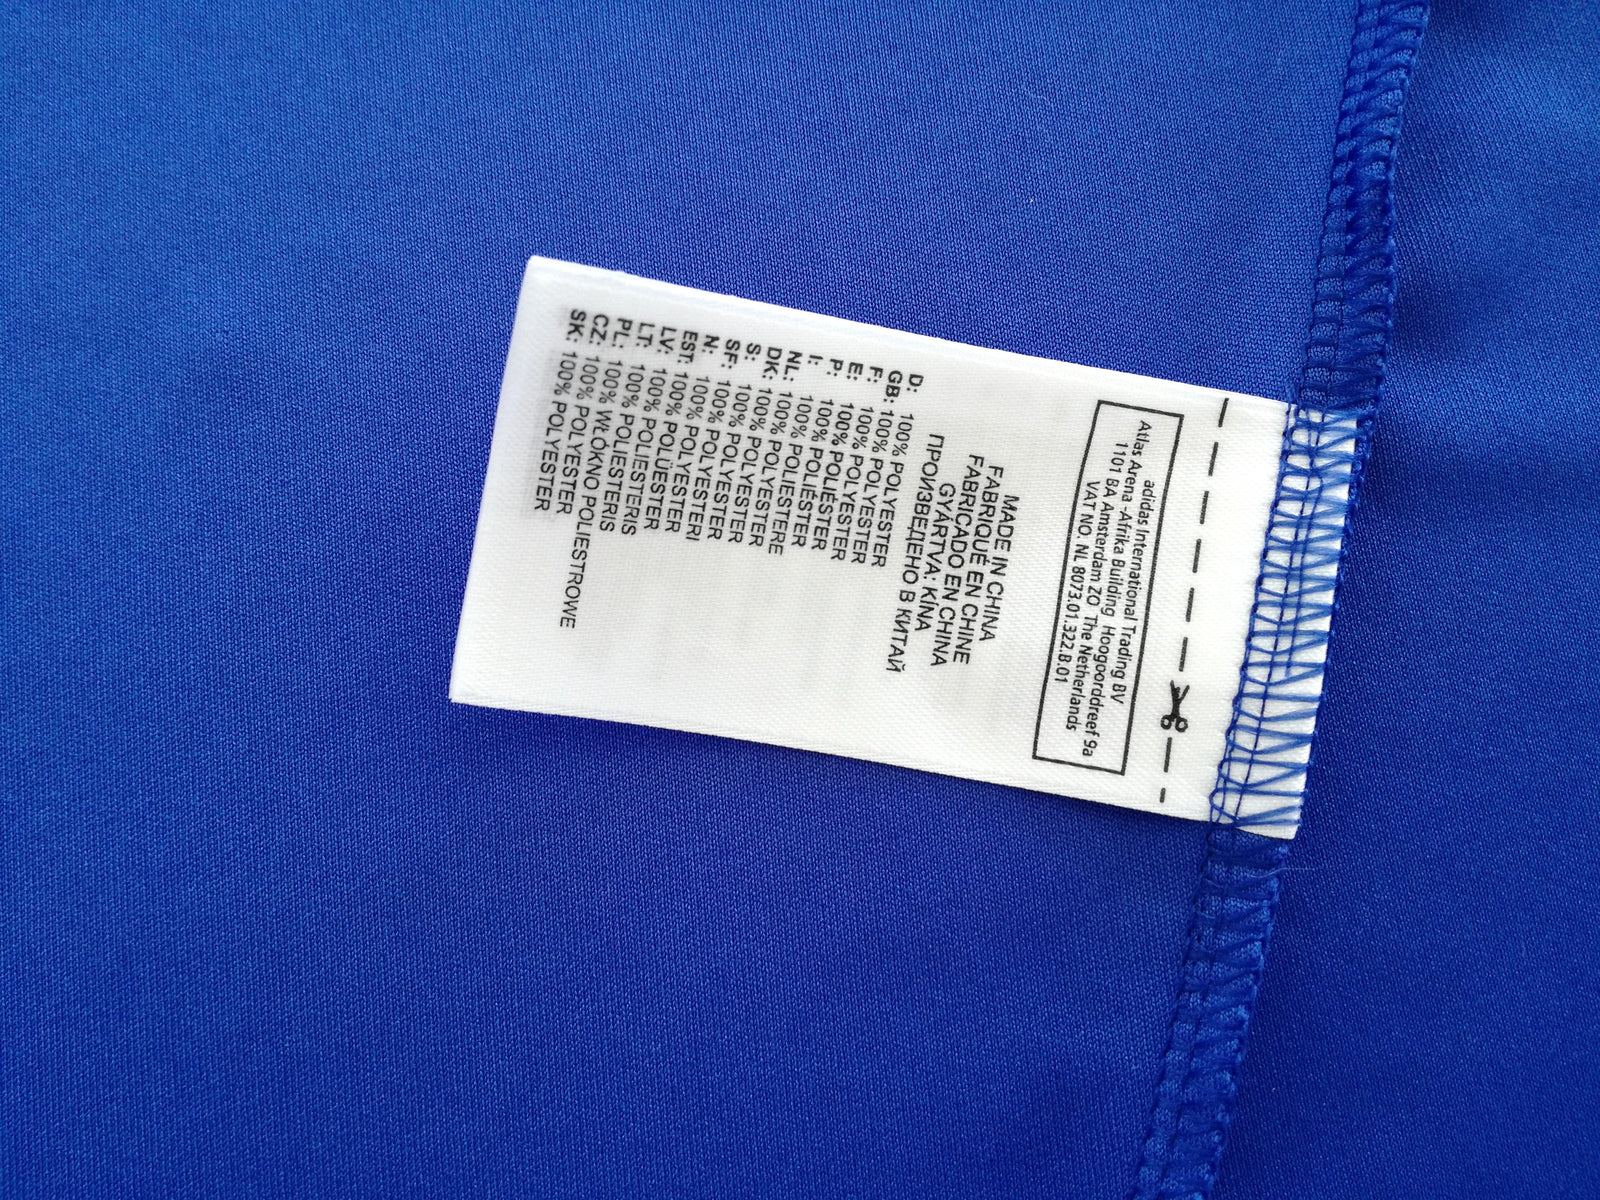 adidas International Trading BV
Atlas Arena -Afrika Building Hoogoorddreef 9a
1101 BA Amsterdam ZO The Netherlands
VAT NO. NL 8073.01.322.B.01
MADE IN CHINA
FABRIQUÉ EN CHINE
FABRICADO EN CHINA
GYÁRTVA: KÍNA
ПРОИЗВЕДЕНО В КИТАЙ
D: 100% POLYESTER
GB: 100% POLYESTER
F: 100% POLYESTER
E: 100% POLIÉSTER
P: 100% POLIÉSTER
I: 100% POLIESTER
NL: 100% POLYESTER
DK: 100% POLYESTER
S: 100% POLYESTER
SF: 100% POLYESTERI
N: 100% POLYESTER
EST: 100% POLÜESTER
LV: 100% POLIESTERIS
LT: 100% POLIESTERIS
PL: 100% WŁÓKNO POLIESTROWE
CZ: 100% POLYESTER
SK: 100% POLYESTER